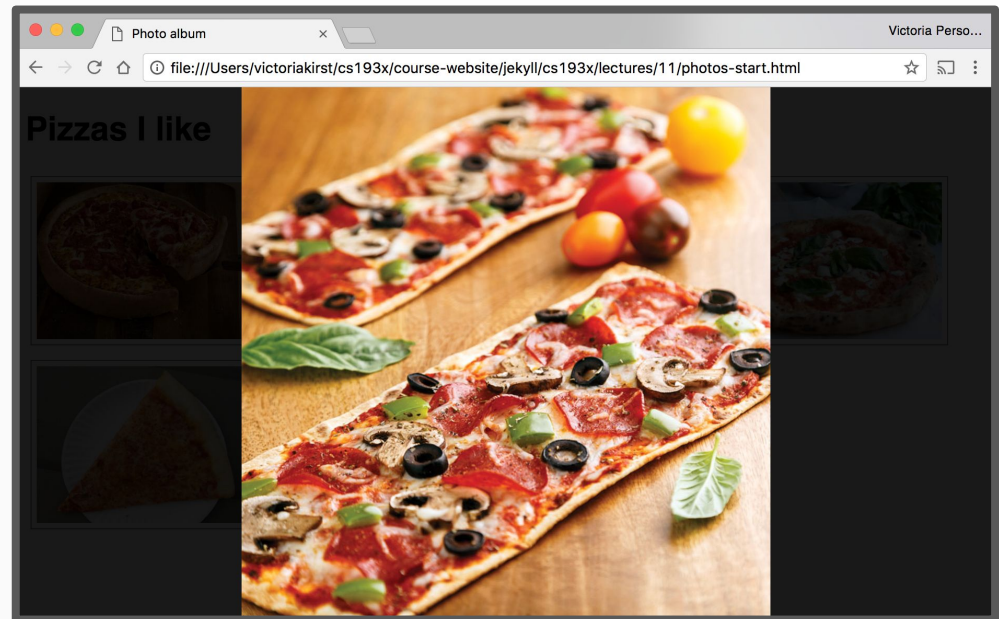 Photo album
Victoria Perso...
file:///Users/victoriakirst/cs193x/course-website/jekyll/cs193x/lectures/11/photos-start.html
Pizzas I like